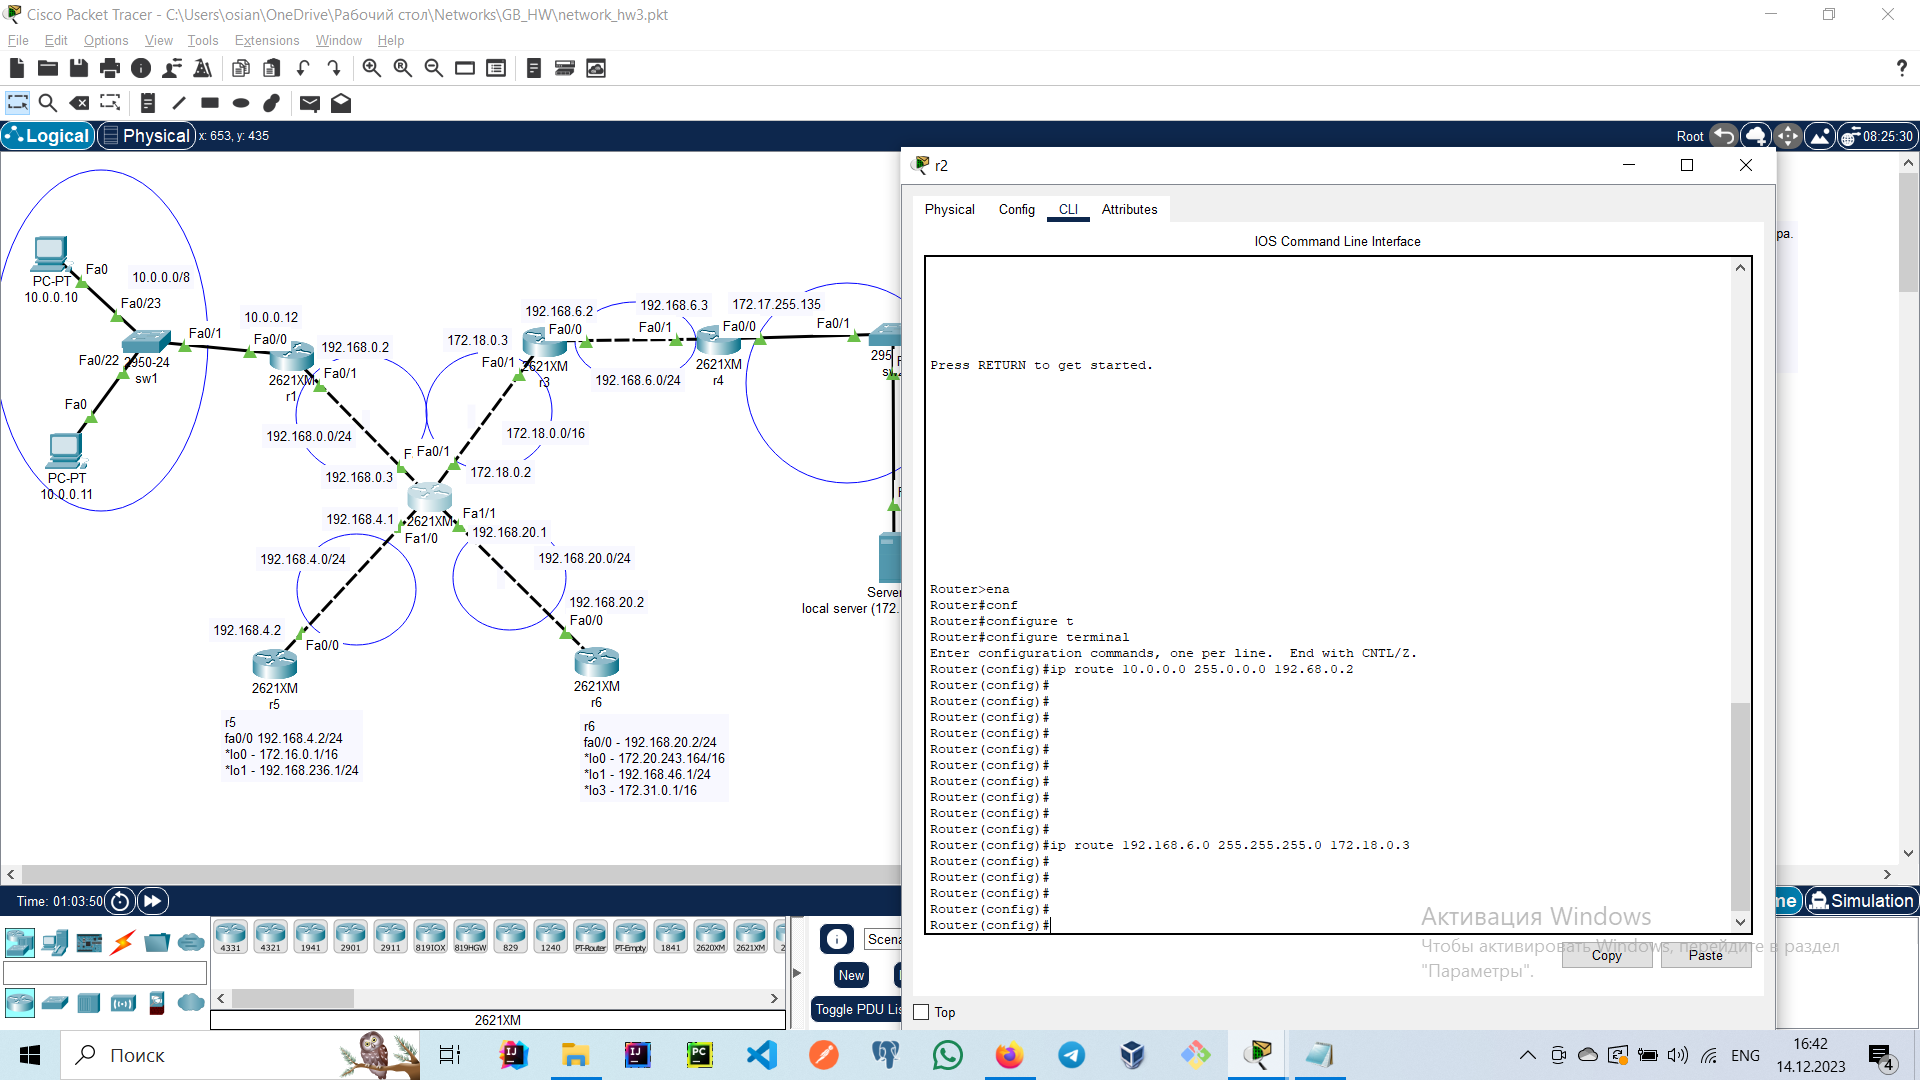 Cisco Packet Tracer - C:\Users\osian\OneDrive\Рабочий стол\Networks\GB_HW\network_hw3.pkt
File Edit Options View Tools Extensions Window Help
?
Logical Physical x: 653, y: 435
Root 08:25:30
PC-PT
10.0.0.10
Fa0
10.0.0.0/8
Fa0/23
Fa0/1
Fa0/22
2950-24
sw1
Fa0
PC-PT
10.0.0.11
10.0.0.12
Fa0/0
192.168.0.2
Fa0/1
2621XM
r1
192.168.0.0/24
192.168.0.3
172.18.0.3
Fa0/1
192.168.6.2
Fa0/0
2621XM
r3
172.18.0.0/16
F Fa0/1
172.18.0.2
192.168.6.3
Fa0/1
192.168.6.0/24
172.17.255.135
Fa0/0
2621XM
r4
Fa0/1
295
192.168.4.1
2621XM
Fa1/0
Fa1/1
192.168.20.1
192.168.4.0/24
192.168.20.0/24
192.168.20.2
Fa0/0
192.168.4.2
Fa0/0
2621XM
r5
2621XM
r6
Server
local server (172.
r5
fa0/0 192.168.4.2/24
*lo0 - 172.16.0.1/16
*lo1 - 192.168.236.1/24
r6
fa0/0 - 192.168.20.2/24
*lo0 - 172.20.243.164/16
*lo1 - 192.168.46.1/24
*lo3 - 172.31.0.1/16
ра.
r2
Physical Config CLI Attributes
IOS Command Line Interface
Press RETURN to get started.
Router>ena
Router#conf
Router#configure t
Router#configure terminal
Enter configuration commands, one per line.  End with CNTL/Z.
Router(config)#ip route 10.0.0.0 255.0.0.0 192.68.0.2
Router(config)#
Router(config)#
Router(config)#
Router(config)#
Router(config)#
Router(config)#
Router(config)#
Router(config)#
Router(config)#
Router(config)#
Router(config)#ip route 192.168.6.0 255.255.255.0 172.18.0.3
Router(config)#
Router(config)#
Router(config)#
Router(config)#
Router(config)#
Copy Paste
Top
Активация Windows
Чтобы активировать Windows, перейдите в раздел
"Параметры".
Time: 01:03:50
me Simulation
4331 4321 1941 2901 2911 819IOX 819HGW 829 1240 PT-Router PT-Empty 1841 2620XM 2621XM 2
2621XM
Scena
New
Toggle PDU Lis
Поиск
ENG
16:42
14.12.2023
4